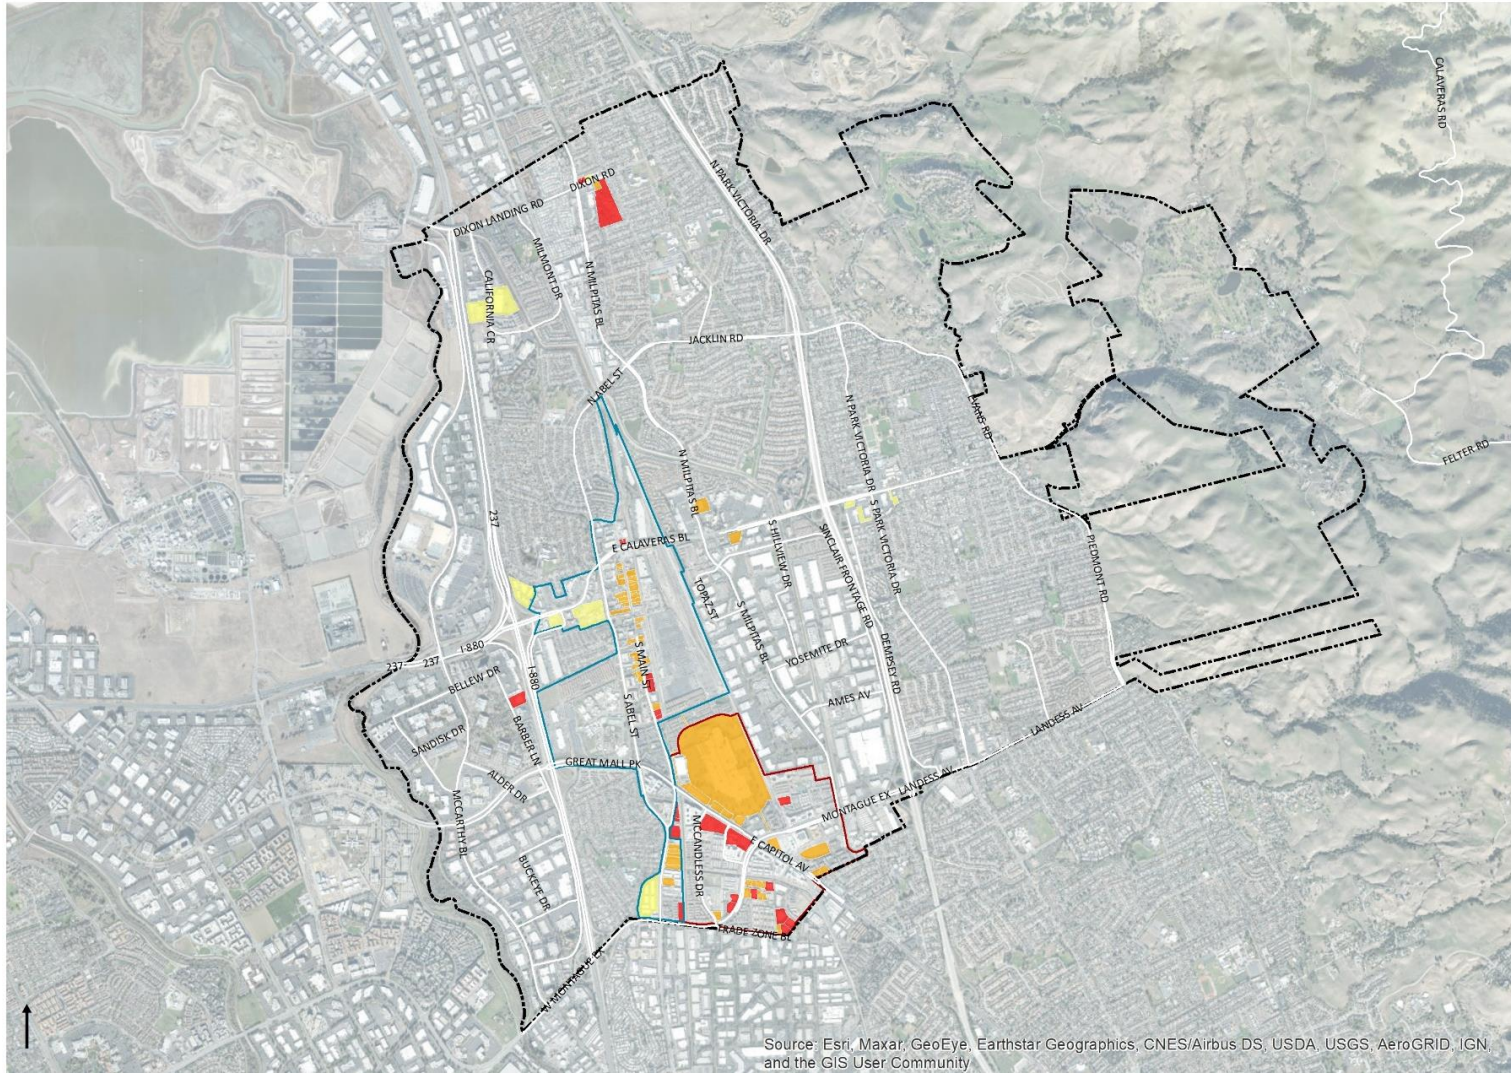 CALAVERAS RD
N PARK VICTORIA DR
DIXON RD
DIXON LANDING RD
MILMONT DR
N MILPITAS BL
CALIFORNIA CR
JACKLIN RD
N ABEL ST
N PARK VICTORIA DR
EVANS RD
FELTER RD
N MILPITAS BL
237
E CALAVERAS BL
S HILLVIEW DR
SINCLAIR FRONTAGE RD
S PARK VICTORIA DR
PIEDMONT RD
TOPAZ ST
S MILPITAS BL
YOSEMITE DR
DEMPSEY RD
237
237
I-880
I-880
BELLEW DR
S MAIN ST
S ABEL ST
AMES AV
LANDESS AV
BARBER LN
SANDISK DR
GREAT MALL PK
ALDER DR
MCCARTHY BL
MONTAGUE EX
LANDESS AV
MCCANDLESS DR
E CAPITOL AV
BUCKEYE DR
TRADE ZONE BL
W MONTAGUE EX
Source: Esri, Maxar, GeoEye, Earthstar Geographics, CNES/Airbus DS, USDA, USGS, AeroGRID, IGN,
and the GIS User Community